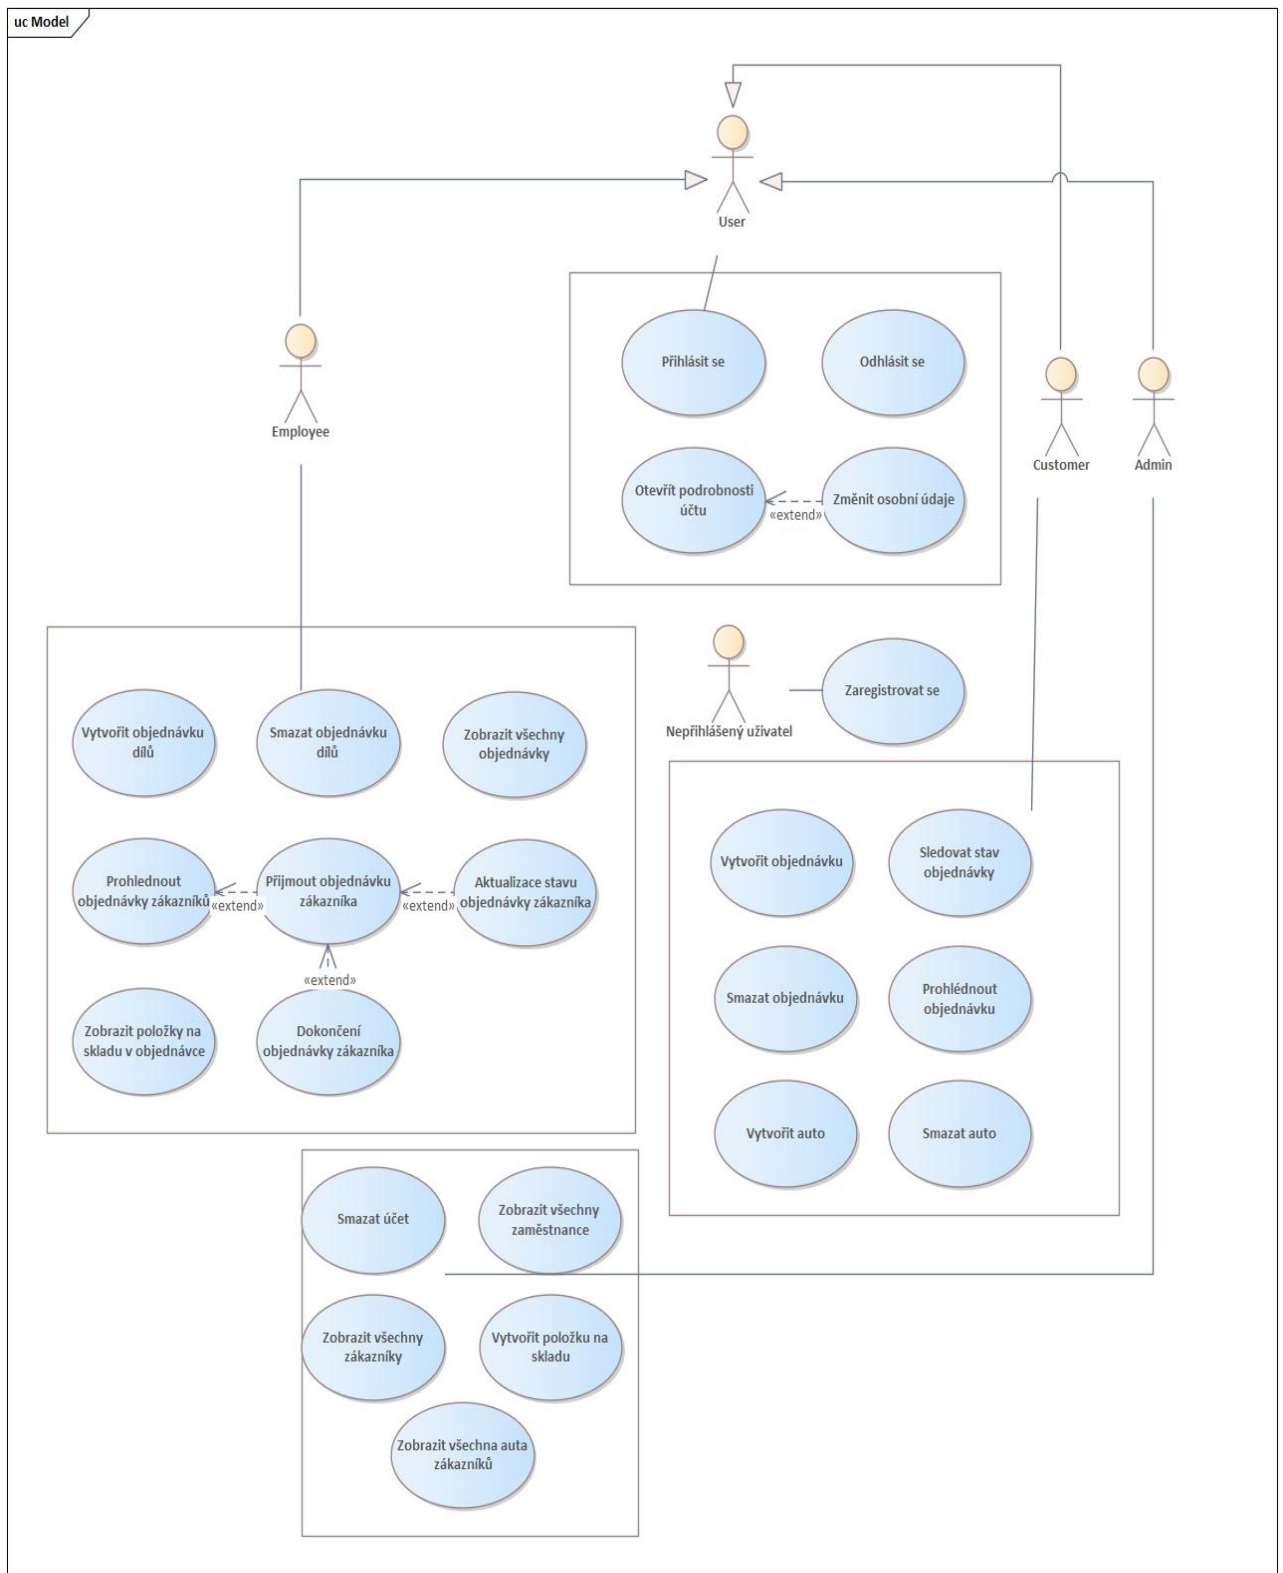 uc Model
User
Employee
Přihlásit se
Odhlásit se
Customer
Admin
Otevřít podrobnosti
účtu
«extend»
Změnit osobní údaje
Nepřihlášený uživatel
Zaregistrovat se
Vytvořit objednávku
dílů
Smazat objednávku
dílů
Zobrazit všechny
objednávky
Prohlednout
objednávky zákazníků
«extend»
Přijmout objednávku
zákazníka
«extend»
Aktualizace stavu
objednávky zákazníka
«extend»
Zobrazit položky na
skladu v objednávce
Dokončení
objednávky zákazníka
Vytvořit objednávku
Sledovat stav
objednávky
Smazat objednávku
Prohlédnout
objednávku
Vytvořit auto
Smazat auto
Smazat účet
Zobrazit všechny
zaměstnance
Zobrazit všechny
zákazníky
Vytvořit položku na
skladu
Zobrazit všechna auta
zákazníků